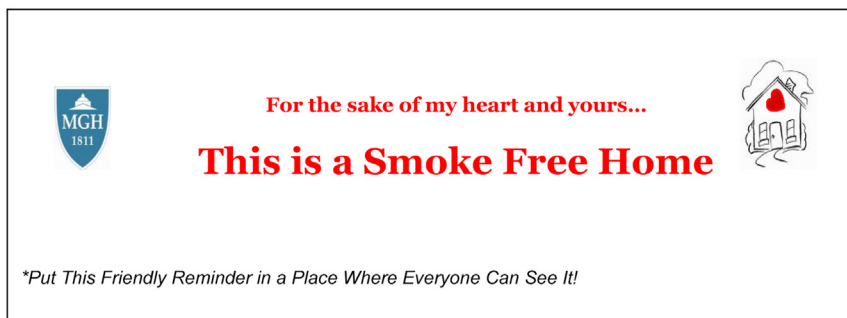 For the sake of my heart and yours...
MGH
1811
This is a Smoke Free Home
*Put This Friendly Reminder in a Place Where Everyone Can See It!